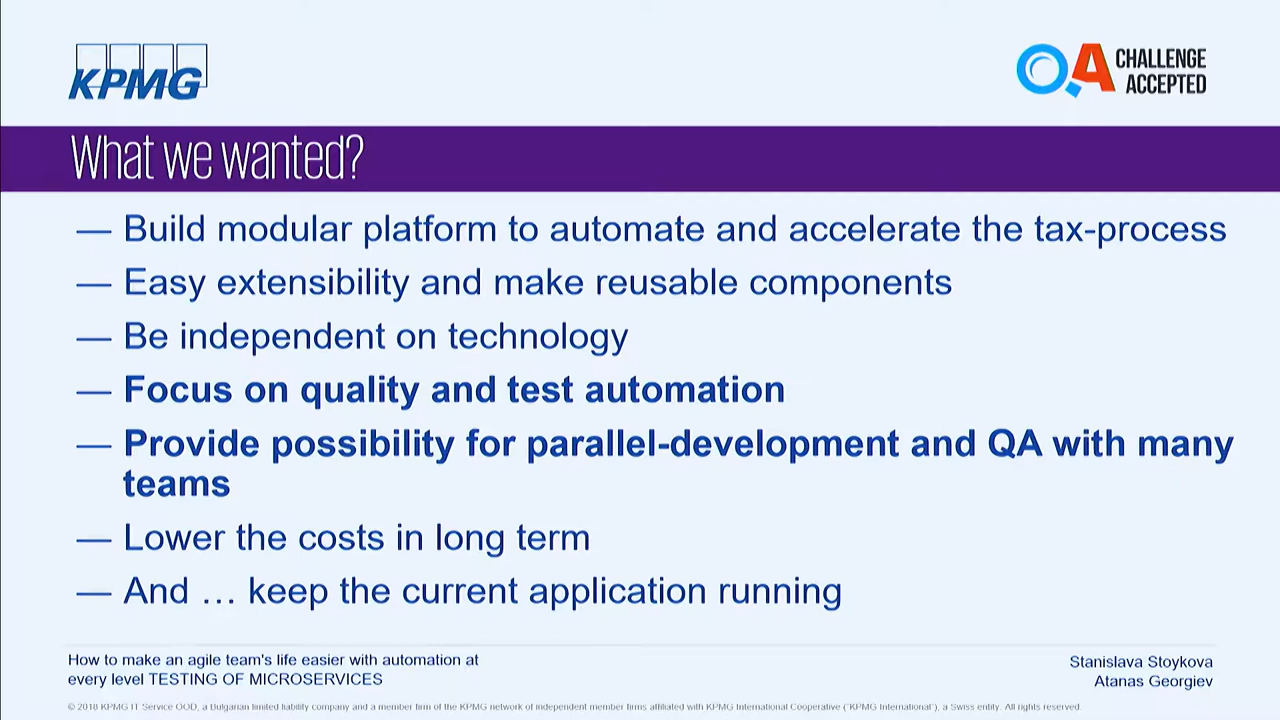 KPMG
QA CHALLENGE
ACCEPTED
What we wanted?
— Build modular platform to automate and accelerate the tax-process
— Easy extensibility and make reusable components
— Be independent on technology
— Focus on quality and test automation
— Provide possibility for parallel-development and QA with many
teams
— Lower the costs in long term
— And … keep the current application running
How to make an agile team's life easier with automation at
every level TESTING OF MICROSERVICES
Stanislava Stoykova
Atanas Georgiev
© 2018 KPMG IT Service OOD, a Bulgarian limited liability company and a member firm of the KPMG network of independent member firms affiliated with KPMG International Cooperative ("KPMG International"), a Swiss entity. All rights reserved.